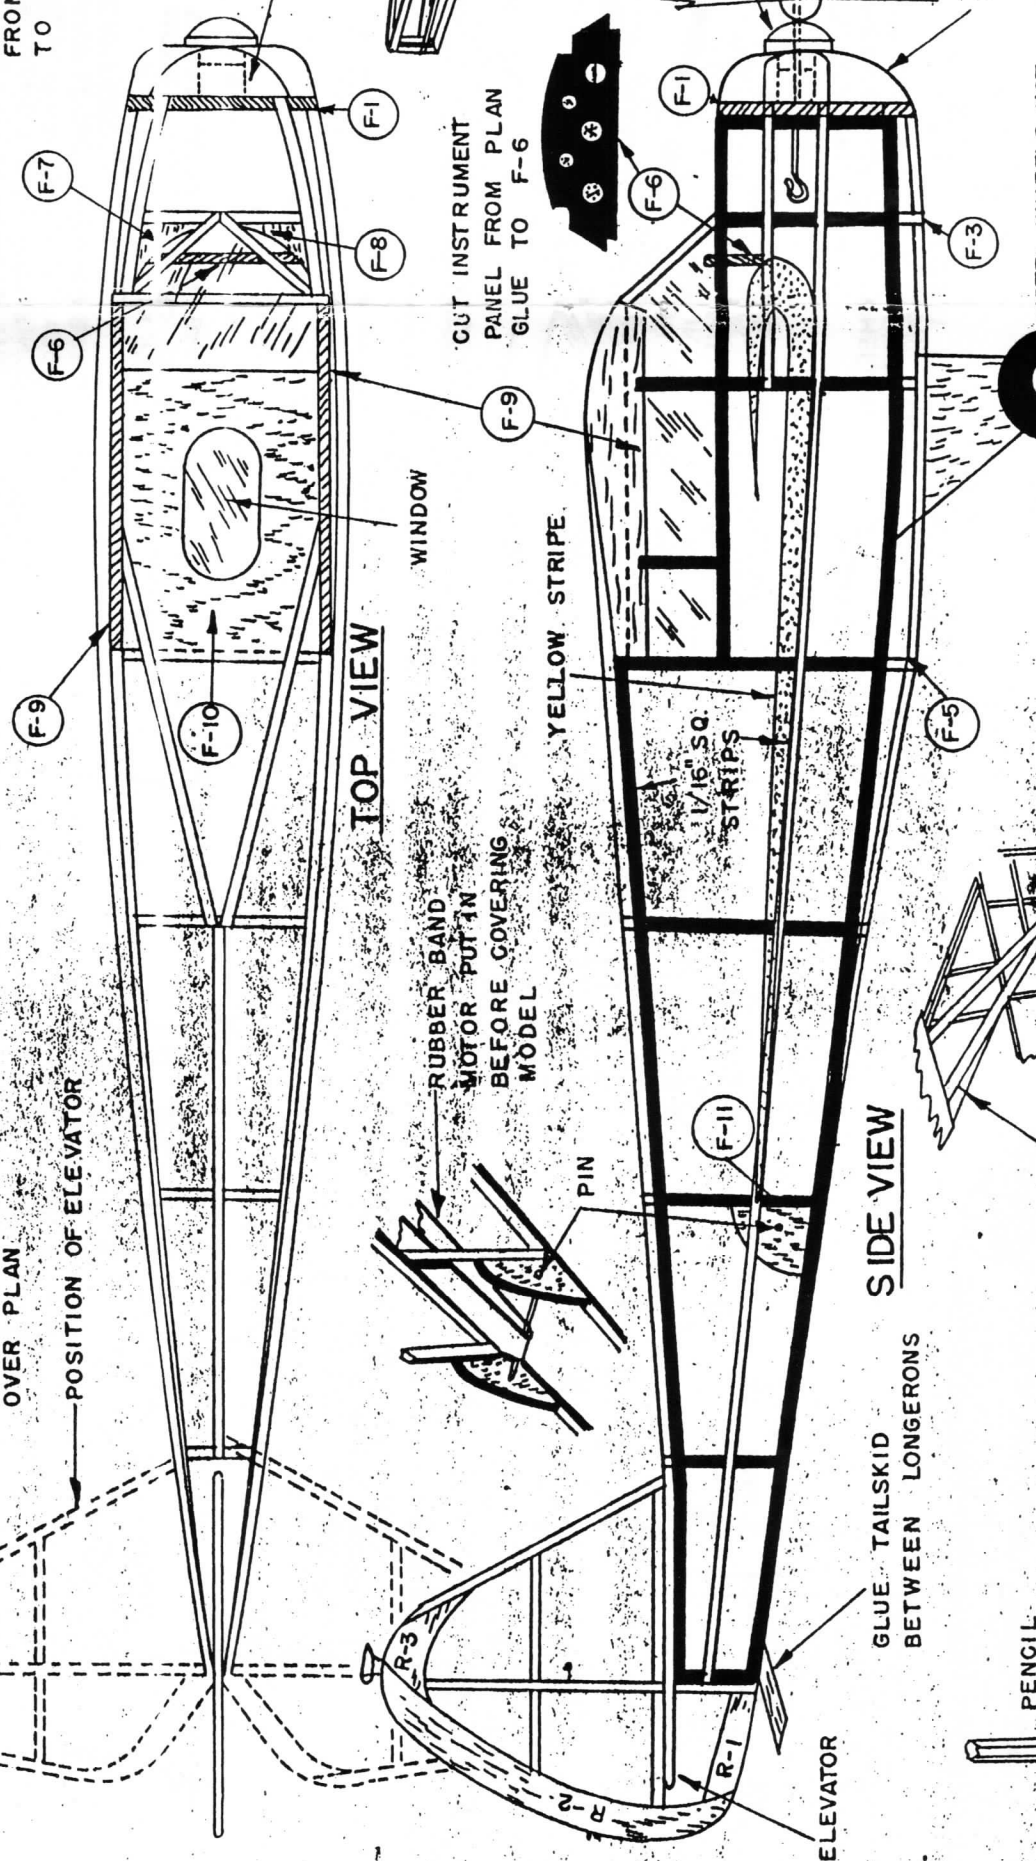 FROM
TO
OVER PLAN
POSITION OF ELEVATOR
F-9
F-10
F-6
F-7
F-1
F-8
F-9
WINDOW
TOP VIEW
CUT INSTRUMENT
PANEL FROM PLAN
GLUE TO F-6
F-6
F-1
F-3
F-5
YELLOW STRIPE
1/16" SQ.
STRIPS
RUBBER BAND
MOTOR PUT IN
BEFORE COVERING
MODEL
PIN
F-11
SIDE VIEW
R-3
R-2
R-1
ELEVATOR
GLUE TAILSKID
BETWEEN LONGERONS
PENCIL